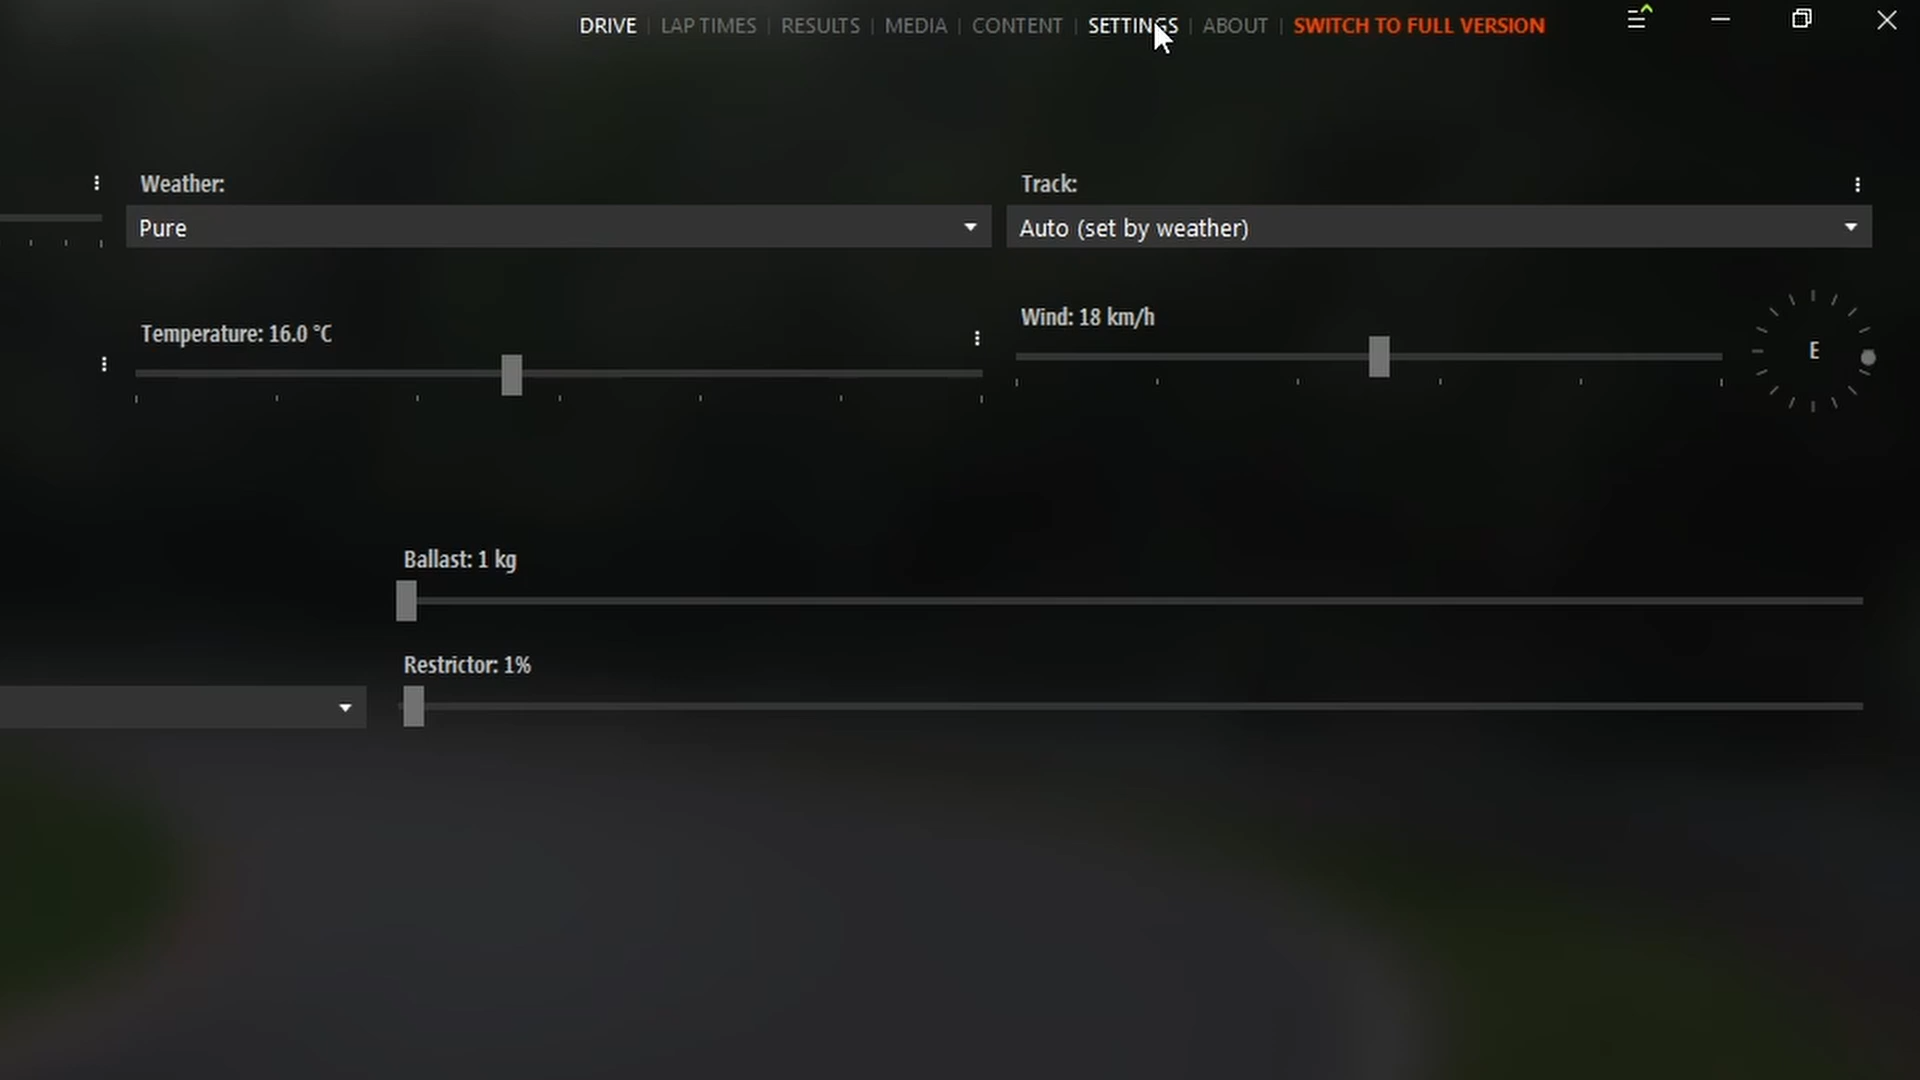 DRIVE | LAP TIMES | RESULTS | MEDIA | CONTENT | SETTINGS | ABOUT | SWITCH TO FULL VERSION
Weather:
Pure
Track:
Auto (set by weather)
Temperature: 16.0 °C
Wind: 18 km/h
E
Ballast: 1 kg
Restrictor: 1%